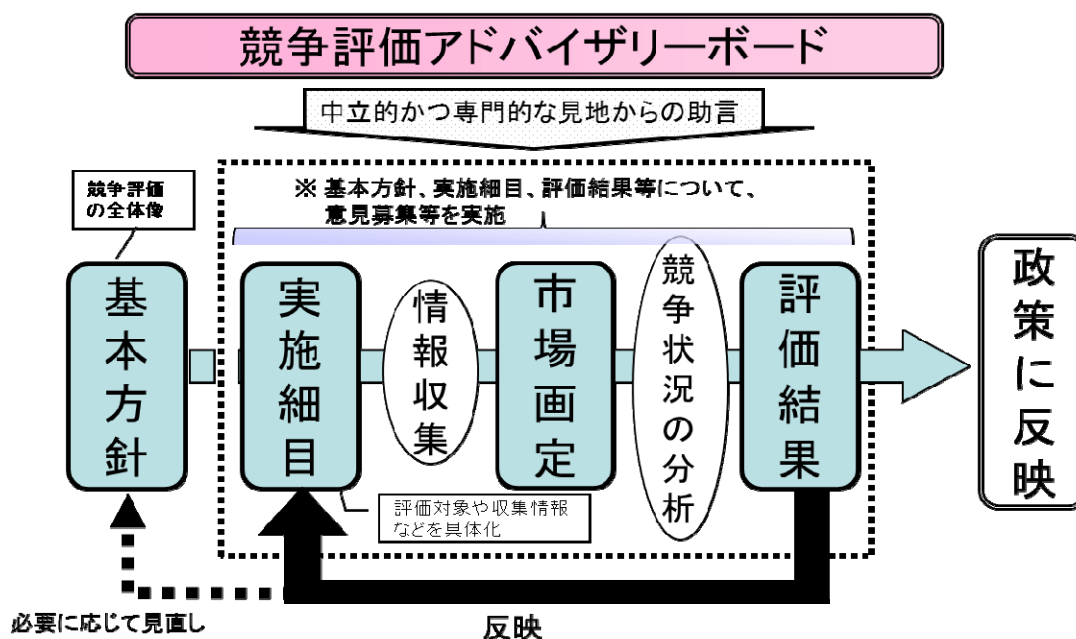 競争評価アドバイザリーボード
中立的かつ専門的な見地からの助言
※ 基本方針、実施細目、評価結果等について、
意見募集等を実施
競争評価
の全体像
基本方針
実施細目
情報収集
市場画定
競争状況の分析
評価結果
政策に反映
評価対象や収集情報
などを具体化
必要に応じて見直し
反映